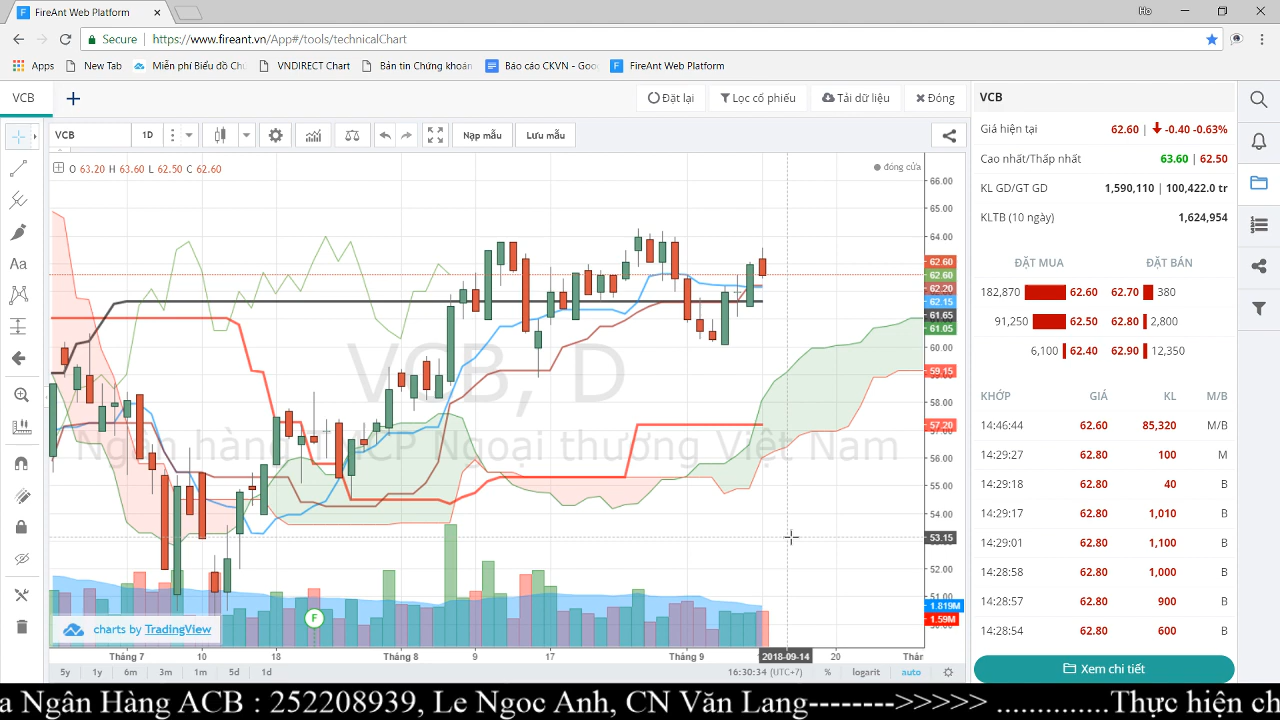 FireAnt Web Platform
Secure https://www.fireant.vn/App#/tools/technicalChart
Apps New Tab Miễn phí Biểu đồ Chu VNDIRECT Chart Bản tin Chứng khoán Báo cáo CKVN - Goo FireAnt Web Platform
VCB Đặt lại Lọc cổ phiếu Tải dữ liệu Đóng
VCB 1D Nạp mẫu Lưu mẫu
O 63.20 H 63.60 L 62.50 C 62.60
đóng cửa
Aa
VCB, D
Ngân hàng TMCP Ngoại thương Việt Nam
66.00
65.00
64.00
62.60
62.60
62.20
62.15
61.65
61.05
60.00
59.15
58.00
57.20
57.00
56.00
55.00
54.00
53.15
52.00
51.00
1.819M
1.59M
F
charts by TradingView
Tháng 7 10 18 Tháng 8 9 17 Tháng 9 2018-09-14 20 Thár
5y 6m 3m 1m 5d 1d 16:30:34 (UTC+7) % logarit auto
VCB
Giá hiện tại 62.60 | -0.40 -0.63%
Cao nhất/Thấp nhất 63.60 | 62.50
KL GD/GT GD 1,590,110 | 100,422.0 tr
KLTB (10 ngày) 1,624,954
ĐẶT MUA ĐẶT BÁN
182,870 62.60 62.70 380
91,250 62.50 62.80 2,800
6,100 62.40 62.90 12,350
KHỚP GIÁ KL M/B
14:46:44 62.60 85,320 M/B
14:29:27 62.80 100 M
14:29:18 62.80 40 B
14:29:17 62.80 1,010 B
14:29:01 62.80 1,100 B
14:28:58 62.80 1,000 B
14:28:57 62.80 900 B
14:28:54 62.80 600 B
Xem chi tiết
a Ngân Hàng ACB : 252208939, Le Ngoc Anh, CN Văn Lang-------->>>>> ..............Thực hiện ch